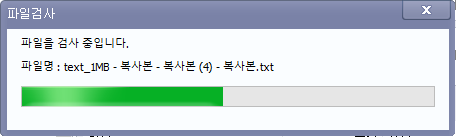 파일검사
파일을 검사 중입니다.
파일명 : text_1MB - 복사본 - 복사본 (4) - 복사본.txt